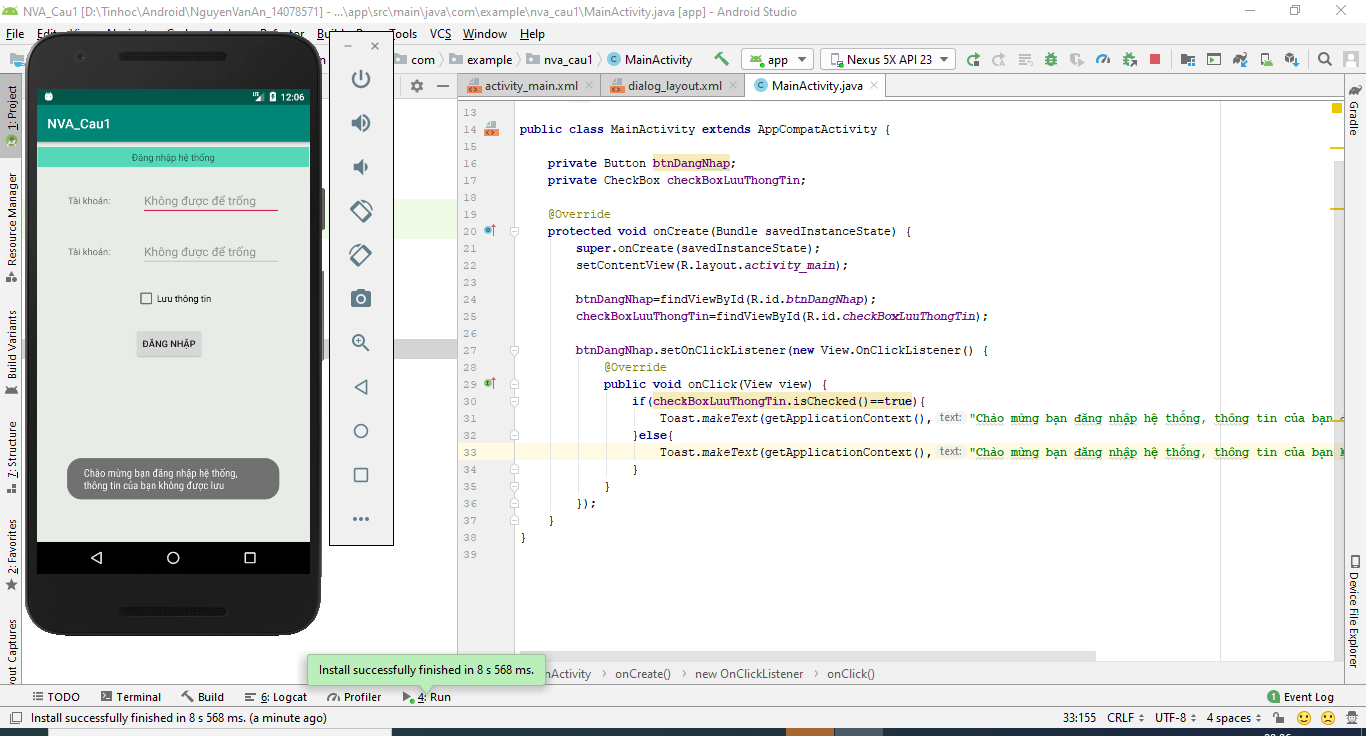 NVA_Cau1 [D:\Tinhoc\Android\NguyenVanAn_14078571] - ...\app\src\main\java\com\example\nva_cau1\MainActivity.java [app] - Android Studio
File Edit Tools VCS Window Help
com example nva_cau1 MainActivity app Nexus 5X API 23
activity_main.xml dialog_layout.xml MainActivity.java
1: Project
Resource Manager
Build Variants
7: Structure
2: Favorites
out Captures
12:06
NVA_Cau1
Đăng nhập hệ thống
Tài khoản: Không được để trống
Tài khoản: Không được để trống
Lưu thông tin
ĐĂNG NHẬP
Chào mừng bạn đăng nhập hệ thống,
thông tin của bạn không được lưu
13
14 public class MainActivity extends AppCompatActivity {
15
16 private Button btnDangNhap;
17 private CheckBox checkBoxLuuThongTin;
18
19 @Override
20 protected void onCreate(Bundle savedInstanceState) {
21 super.onCreate(savedInstanceState);
22 setContentView(R.layout.activity_main);
23
24 btnDangNhap=findViewById(R.id.btnDangNhap);
25 checkBoxLuuThongTin=findViewById(R.id.checkBoxLuuThongTin);
26
27 btnDangNhap.setOnClickListener(new View.OnClickListener() {
28 @Override
29 public void onClick(View view) {
30 if(checkBoxLuuThongTin.isChecked()==true){
31 Toast.makeText(getApplicationContext(), text: "Chào mừng bạn đăng nhập hệ thống, thông tin của bạn
32 }else{
33 Toast.makeText(getApplicationContext(), text: "Chào mừng bạn đăng nhập hệ thống, thông tin của bạn
34 }
35 }
36 });
37 }
38 }
39
Gradle
Device File Explorer
Install successfully finished in 8 s 568 ms.
nActivity onCreate() new OnClickListener onClick()
TODO Terminal Build 6: Logcat Profiler 4: Run 1 Event Log
Install successfully finished in 8 s 568 ms. (a minute ago) 33:155 CRLF UTF-8 4 spaces